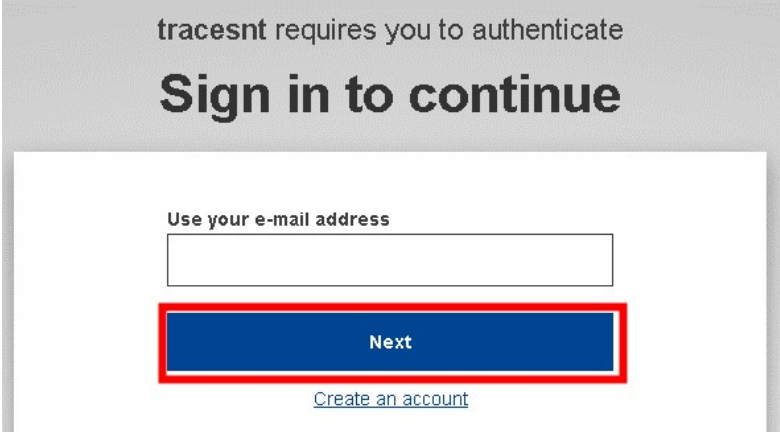 tracesnt requires you to authenticate
Sign in to continue
Use your e-mail address
Next
Create an account